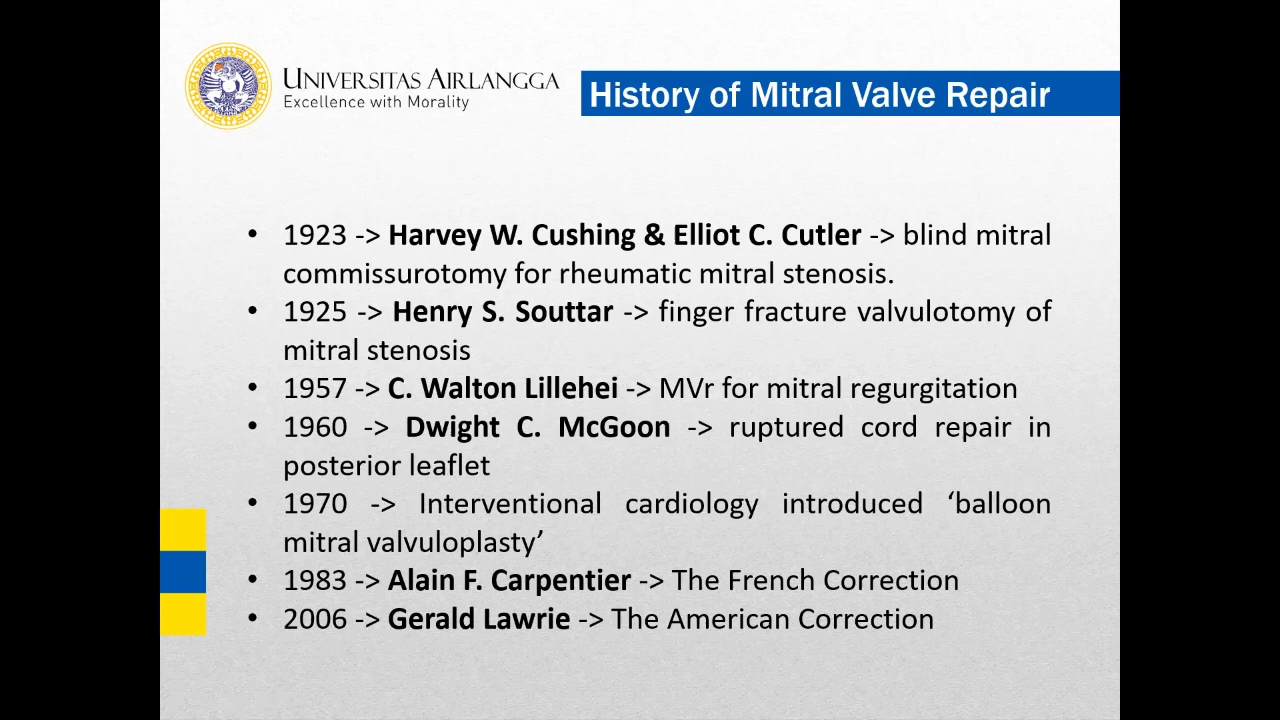 UNIVERSITAS AIRLANGGA
Excellence with Morality
History of Mitral Valve Repair
• 1923 -> Harvey W. Cushing & Elliot C. Cutler -> blind mitral
commissurotomy for rheumatic mitral stenosis.
• 1925 -> Henry S. Souttar -> finger fracture valvulotomy of
mitral stenosis
• 1957 -> C. Walton Lillehei -> MVr for mitral regurgitation
• 1960 -> Dwight C. McGoon -> ruptured cord repair in
posterior leaflet
• 1970 -> Interventional cardiology introduced ‘balloon
mitral valvuloplasty’
• 1983 -> Alain F. Carpentier -> The French Correction
• 2006 -> Gerald Lawrie -> The American Correction